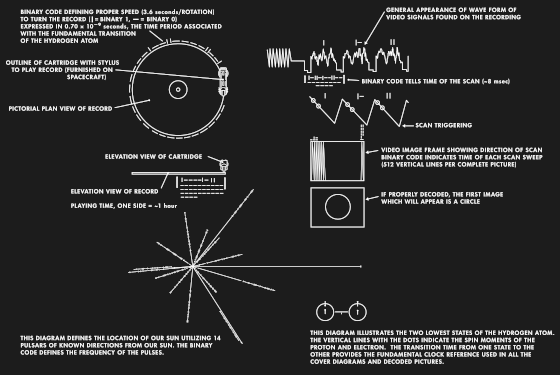 BINARY CODE DEFINING PROPER SPEED (3.6 seconds/ROTATION)
TO TURN THE RECORD (| = BINARY 1, — = BINARY 0)
EXPRESSED IN 0.70 × 10⁻⁹ seconds, THE TIME PERIOD ASSOCIATED
WITH THE FUNDAMENTAL TRANSITION
OF THE HYDROGEN ATOM
OUTLINE OF CARTRIDGE WITH STYLUS
TO PLAY RECORD (FURNISHED ON
SPACECRAFT)
PICTORIAL PLAN VIEW OF RECORD
ELEVATION VIEW OF CARTRIDGE
ELEVATION VIEW OF RECORD
PLAYING TIME, ONE SIDE = ~1 hour
THIS DIAGRAM DEFINES THE LOCATION OF OUR SUN UTILIZING 14
PULSARS OF KNOWN DIRECTIONS FROM OUR SUN. THE BINARY
CODE DEFINES THE FREQUENCY OF THE PULSES.
GENERAL APPEARANCE OF WAVE FORM OF
VIDEO SIGNALS FOUND ON THE RECORDING
BINARY CODE TELLS TIME OF THE SCAN (~8 msec)
SCAN TRIGGERING
VIDEO IMAGE FRAME SHOWING DIRECTION OF SCAN
BINARY CODE INDICATES TIME OF EACH SCAN SWEEP
(512 VERTICAL LINES PER COMPLETE PICTURE)
IF PROPERLY DECODED, THE FIRST IMAGE
WHICH WILL APPEAR IS A CIRCLE
THIS DIAGRAM ILLUSTRATES THE TWO LOWEST STATES OF THE HYDROGEN ATOM.
THE VERTICAL LINES WITH THE DOTS INDICATE THE SPIN MOMENTS OF THE
PROTON AND ELECTRON. THE TRANSITION TIME FROM ONE STATE TO THE
OTHER PROVIDES THE FUNDAMENTAL CLOCK REFERENCE USED IN ALL THE
COVER DIAGRAMS AND DECODED PICTURES.